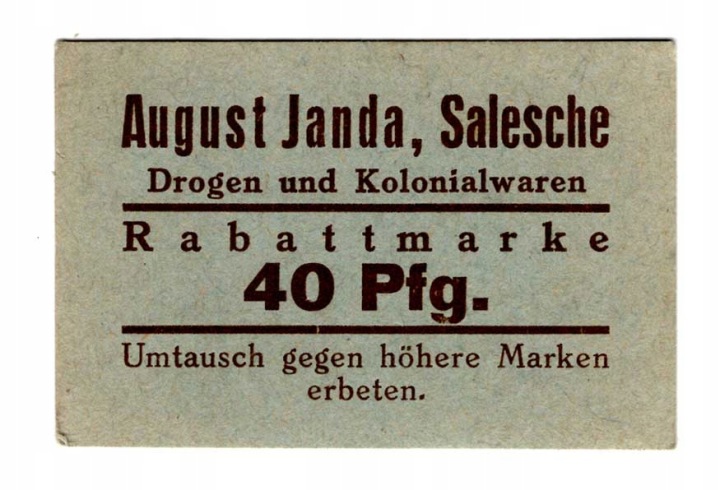 August Janda, Salesche
Drogen und Kolonialwaren
Rabattmarke
40 Pfg.
Umtausch gegen höhere Marken
erbeten.